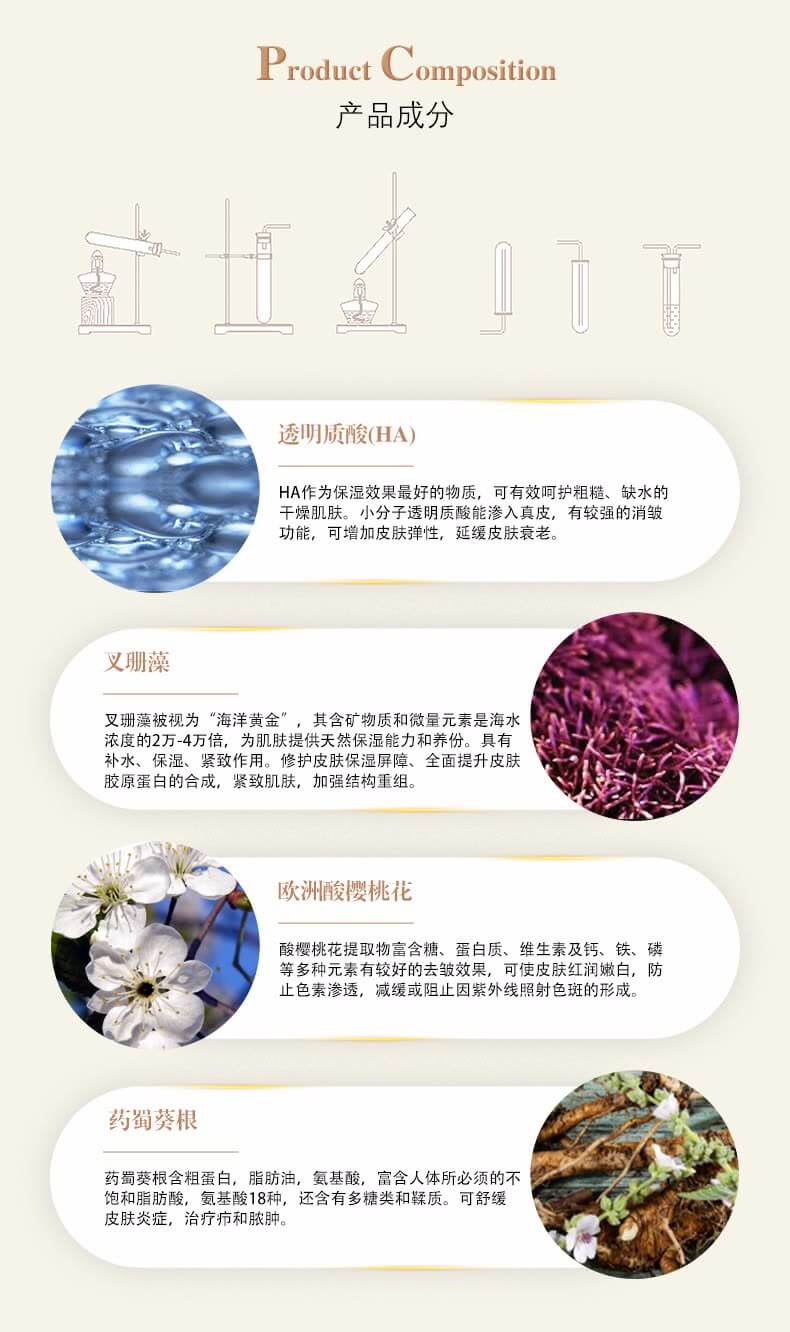 Product Composition
产品成分
透明质酸(HA)
HA作为保湿效果最好的物质，可有效呵护粗糙、缺水的
干燥肌肤。小分子透明质酸能渗入真皮，有较强的消皱
功能，可增加皮肤弹性，延缓皮肤衰老。
叉珊藻
叉珊藻被视为“海洋黄金”，其含矿物质和微量元素是海水
浓度的2万-4万倍，为肌肤提供天然保湿能力和养份。具有
补水、保湿、紧致作用。修护皮肤保湿屏障、全面提升皮肤
胶原蛋白的合成，紧致肌肤，加强结构重组。
欧洲酸樱桃花
酸樱桃花提取物富含糖、蛋白质、维生素及钙、铁、磷
等多种元素有较好的去皱效果，可使皮肤红润嫩白，防
止色素渗透，减缓或阻止因紫外线照射色斑的形成。
药蜀葵根
药蜀葵根含粗蛋白，脂肪油，氨基酸，富含人体所必须的不
饱和脂肪酸，氨基酸18种，还含有多糖类和鞣质。可舒缓
皮肤炎症，治疗疖和脓肿。